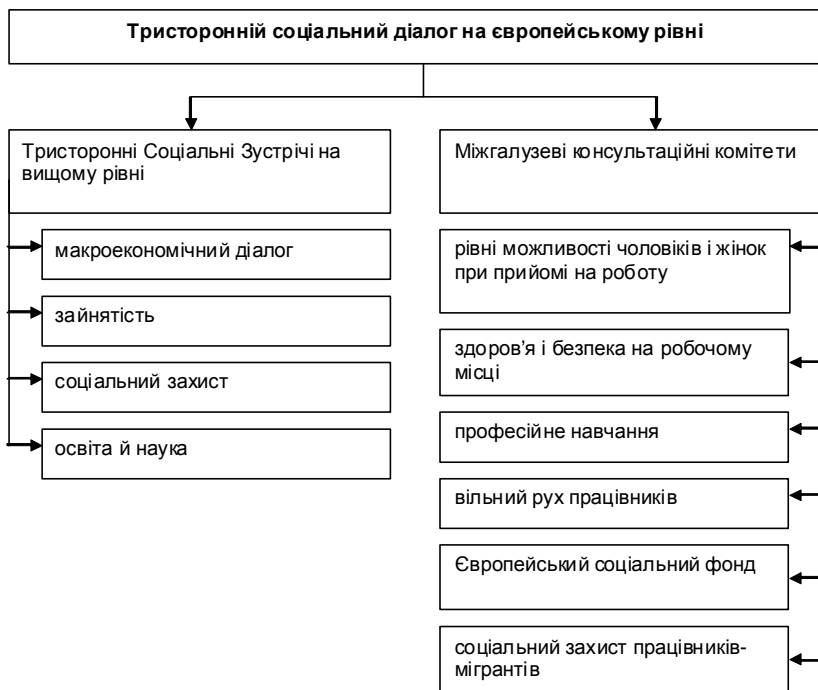 Тристоронній соціальний діалог на європейському рівні
Тристоронні Соціальні Зустрічі на
вищому рівні
макроекономічний діалог
зайнятість
соціальний захист
освіта й наука
Міжгалузеві консультаційні комітети
рівні можливості чоловіків і жінок
при прийомі на роботу
здоров’я і безпека на робочому
місці
професійне навчання
вільний рух працівників
Європейський соціальний фонд
соціальний захист працівників-
мігрантів